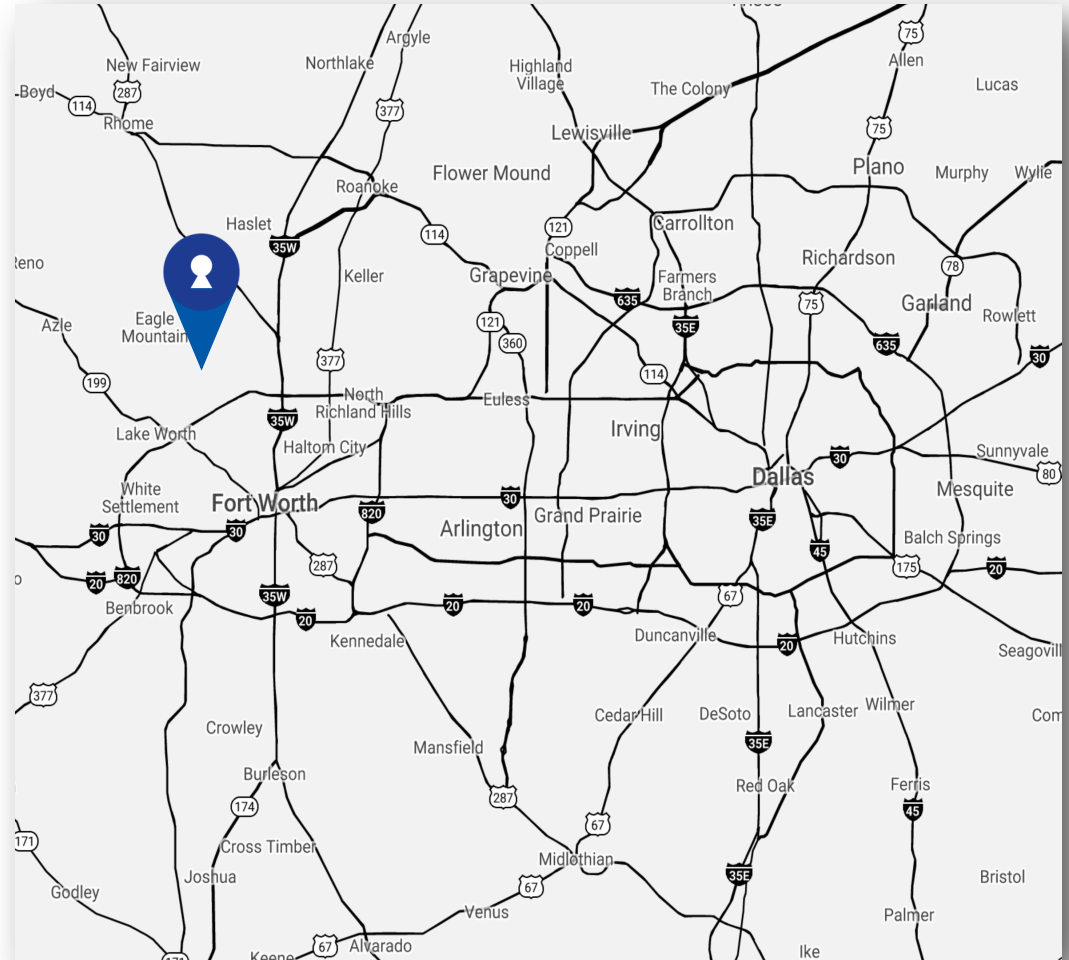 Argyle
75
New Fairview
Northlake
Highland
Village
Allen
287
Boyd
114
377
The Colony
Lucas
Rhome
Lewisville
75
Flower Mound
Plano
Murphy
Wylie
Roanoke
Haslet
121
Carrollton
114
35W
Coppell
Richardson
78
Keller
Grapevine
Farmers
Branch
635
75
Garland
Rowlett
Azle
Eagle
Mountain
121
35E
360
635
30
377
199
114
North
Richland Hills
Euless
35W
Lake Worth
Irving
Haltom City
30
Sunnyvale
80
Dallas
White
Settlement
Fort Worth
30
Mesquite
820
Grand Prairie
Arlington
35E
30
30
45
Balch Springs
287
175
20
20
820
67
35W
20
20
Benbrook
20
Kennedale
Duncanville
20
Hutchins
Seagovill
377
Cedar Hill
DeSoto
Lancaster
Wilmer
Crowley
35E
Mansfield
Burleson
Red Oak
Ferris
287
174
45
67
171
Cross Timber
Midlothian
35E
Joshua
67
Bristol
Godley
Venus
Palmer
67
Alvarado
Ike
Keene